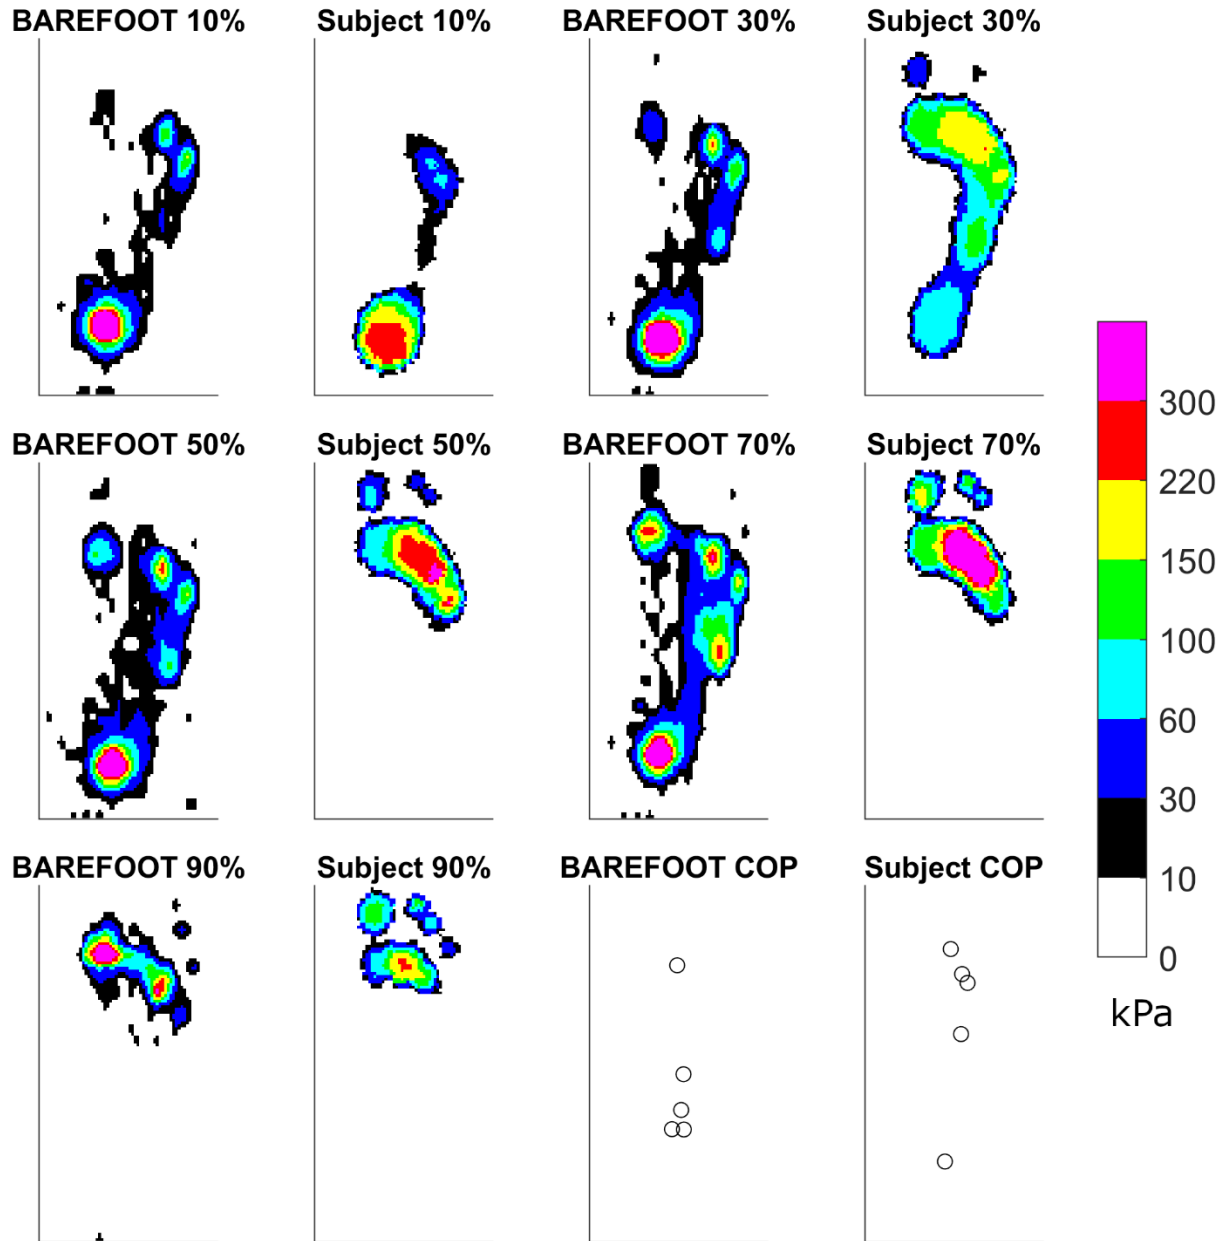 BAREFOOT 10% Subject 10% BAREFOOT 30% Subject 30%
BAREFOOT 50% Subject 50% BAREFOOT 70% Subject 70%
BAREFOOT 90% Subject 90% BAREFOOT COP Subject COP
300
220
150
100
60
30
10
0
kPa